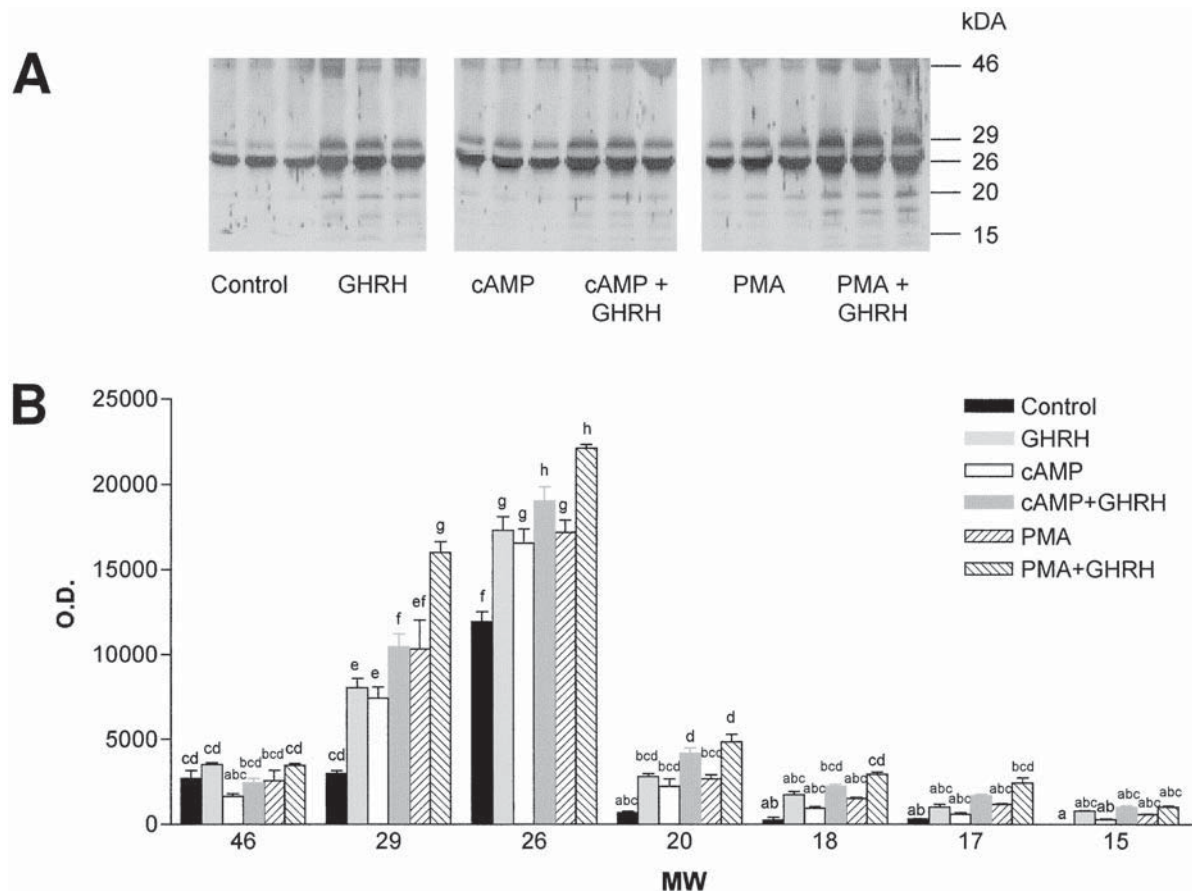 A
kDA
46
29
26
20
15
Control GHRH cAMP cAMP + GHRH PMA PMA + GHRH
B
25000
20000
15000
10000
5000
0
O.D.
Control
GHRH
cAMP
cAMP+GHRH
PMA
PMA+GHRH
cd cd abc bcd bcd cd
cd e e f ef g
f g g h g h
abc bcd bcd d bcd d
ab abc abc bcd abc cd
ab abc abc abc abc bcd
a abc ab abc abc abc
46 29 26 20 18 17 15
MW